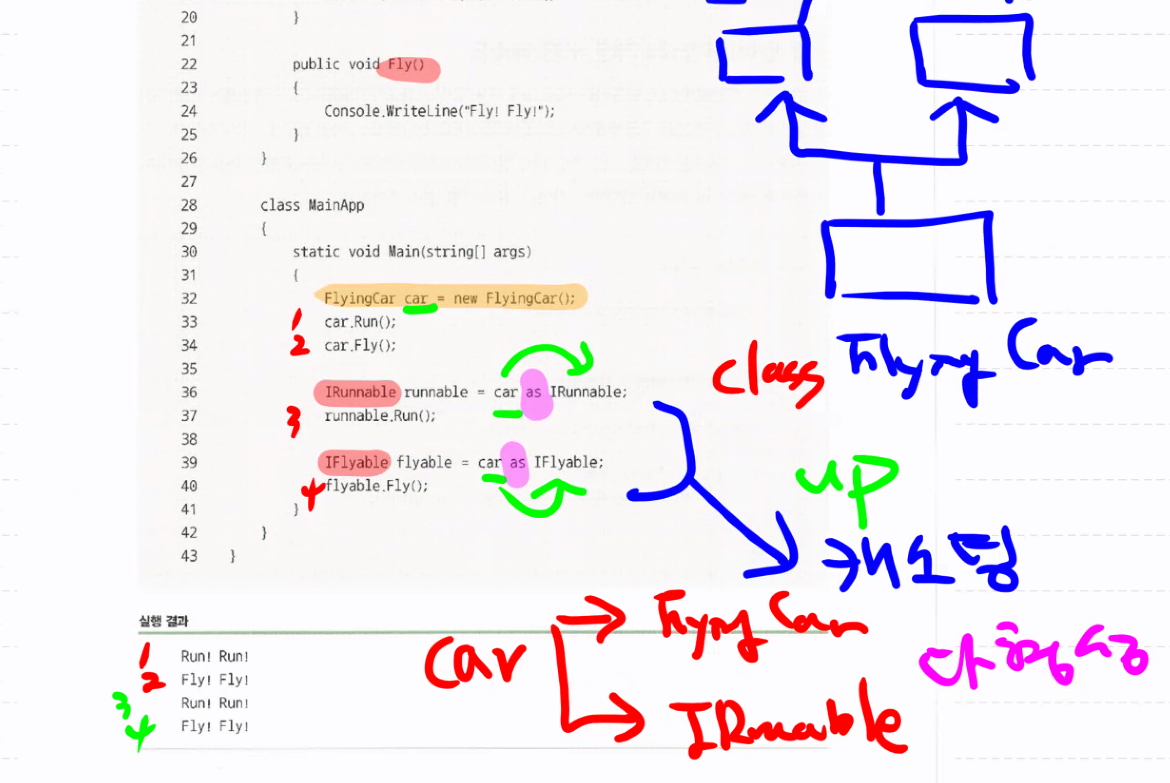 20 }
21
22 public void Fly()
23 {
24 Console.WriteLine("Fly! Fly!");
25 }
26 }
27
28 class MainApp
29 {
30 static void Main(string[] args)
31 {
32 FlyingCar car = new FlyingCar();
33 car.Run();
34 car.Fly();
35
36 IRunnable runnable = car as IRunnable;
37 runnable.Run();
38
39 IFlyable flyable = car as IFlyable;
40 flyable.Fly();
41 }
42 }
43 }
1
2
3
4
class Flying Car
up
캐스팅
실행 결과
1 Run! Run!
2 Fly! Fly!
3 Run! Run!
4 Fly! Fly!
Car
Flying Car
IRunnable
다형성